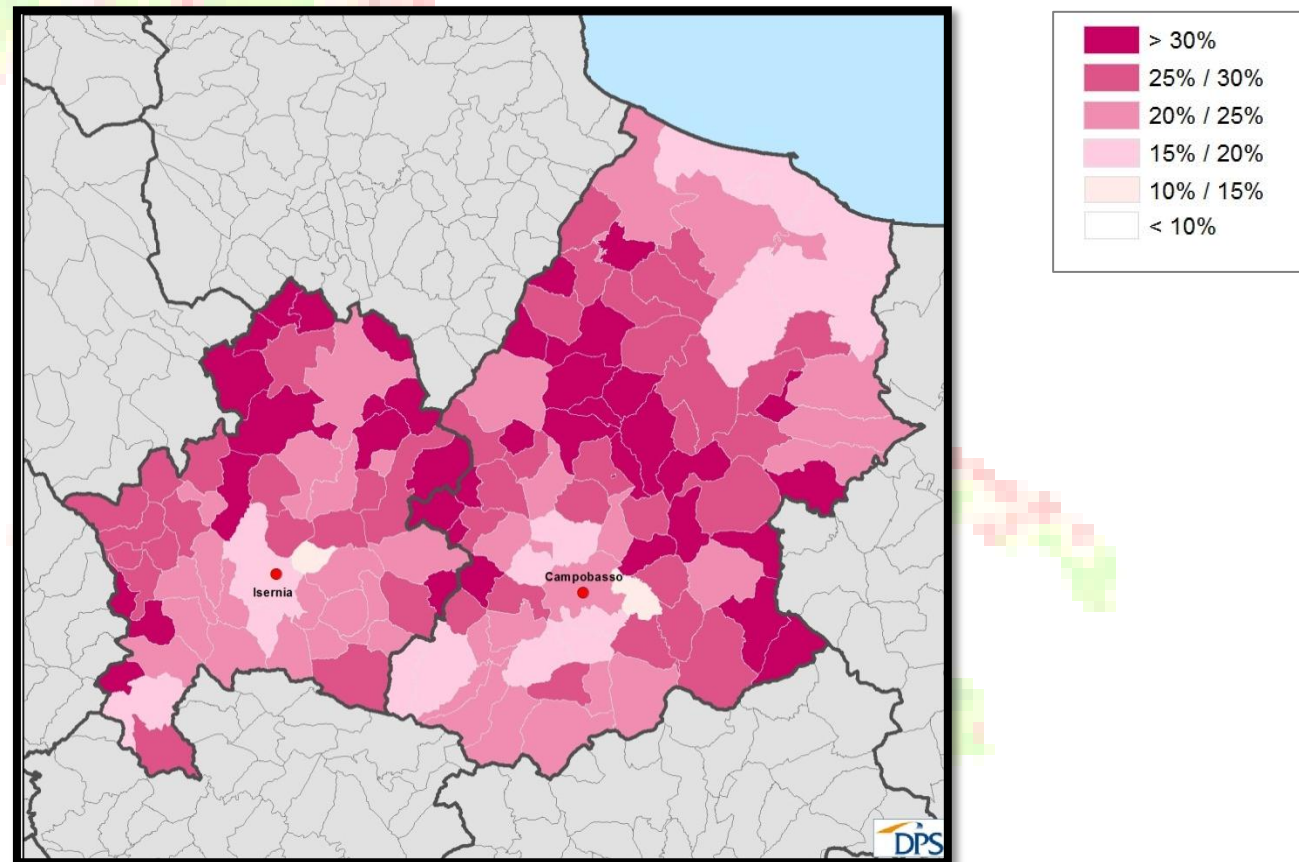 > 30%
25% / 30%
20% / 25%
15% / 20%
10% / 15%
< 10%
Campobasso
Isernia
DPS